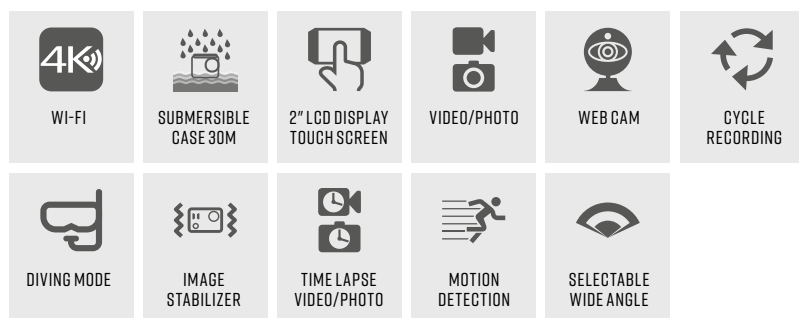 4K
WI-FI
SUBMERSIBLE
CASE 30M
2" LCD DISPLAY
TOUCH SCREEN
VIDEO/PHOTO
WEB CAM
CYCLE
RECORDING
DIVING MODE
IMAGE
STABILIZER
TIME LAPSE
VIDEO/PHOTO
MOTION
DETECTION
SELECTABLE
WIDE ANGLE